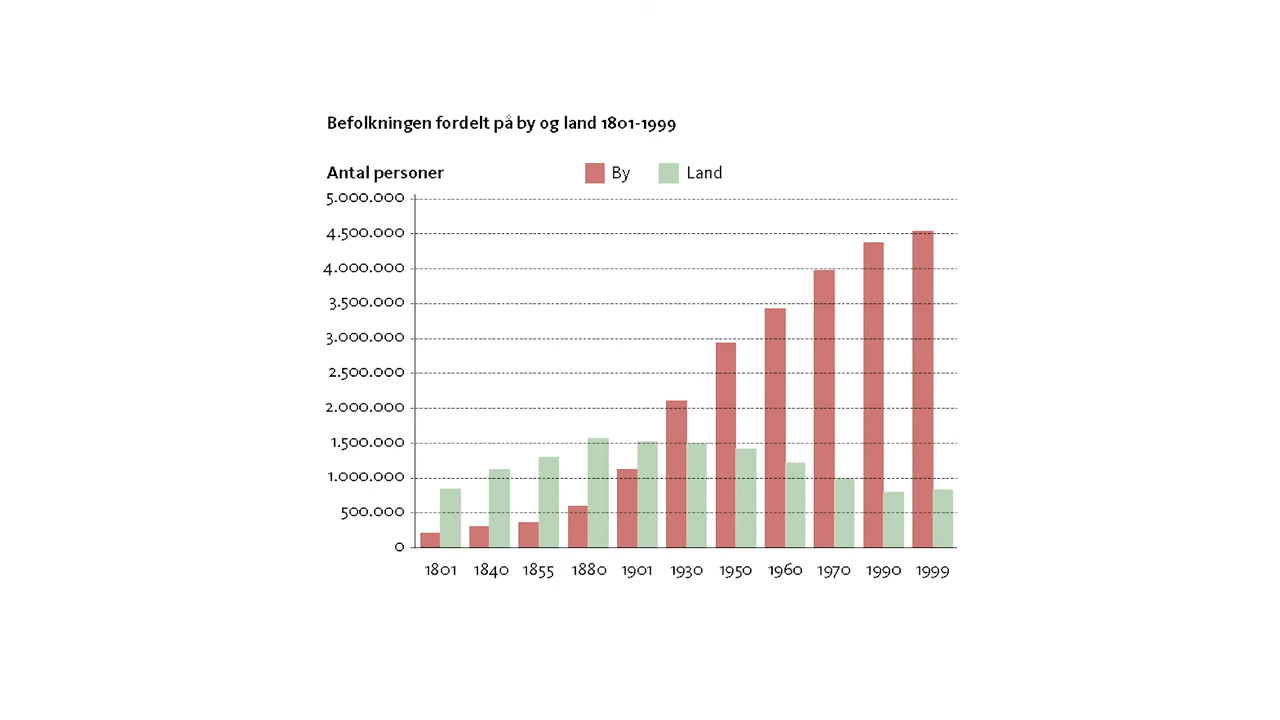 Befolkningen fordelt på by og land 1801-1999
Antal personer
By
Land
5.000.000
4.500.000
4.000.000
3.500.000
3.000.000
2.500.000
2.000.000
1.500.000
1.000.000
500.000
0
1801 1840 1855 1880 1901 1930 1950 1960 1970 1990 1999